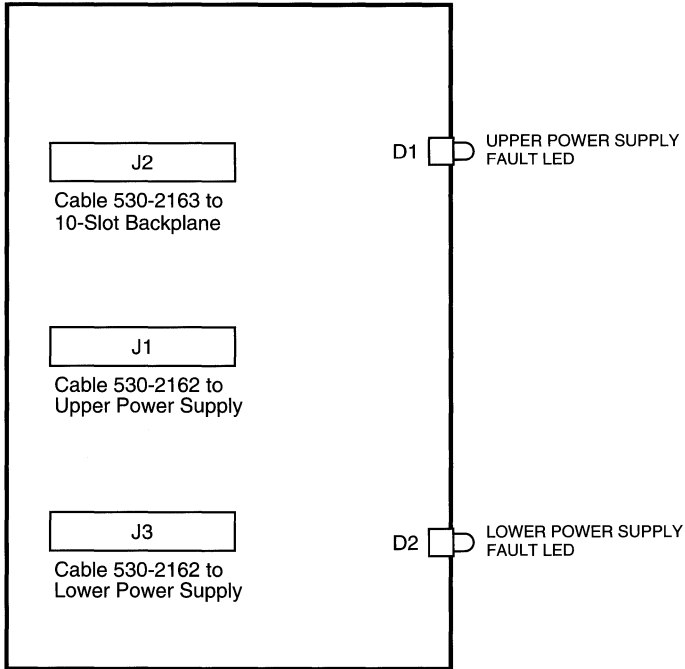 J2
Cable 530-2163 to
10-Slot Backplane
D1
UPPER POWER SUPPLY
FAULT LED
J1
Cable 530-2162 to
Upper Power Supply
J3
Cable 530-2162 to
Lower Power Supply
D2
LOWER POWER SUPPLY
FAULT LED